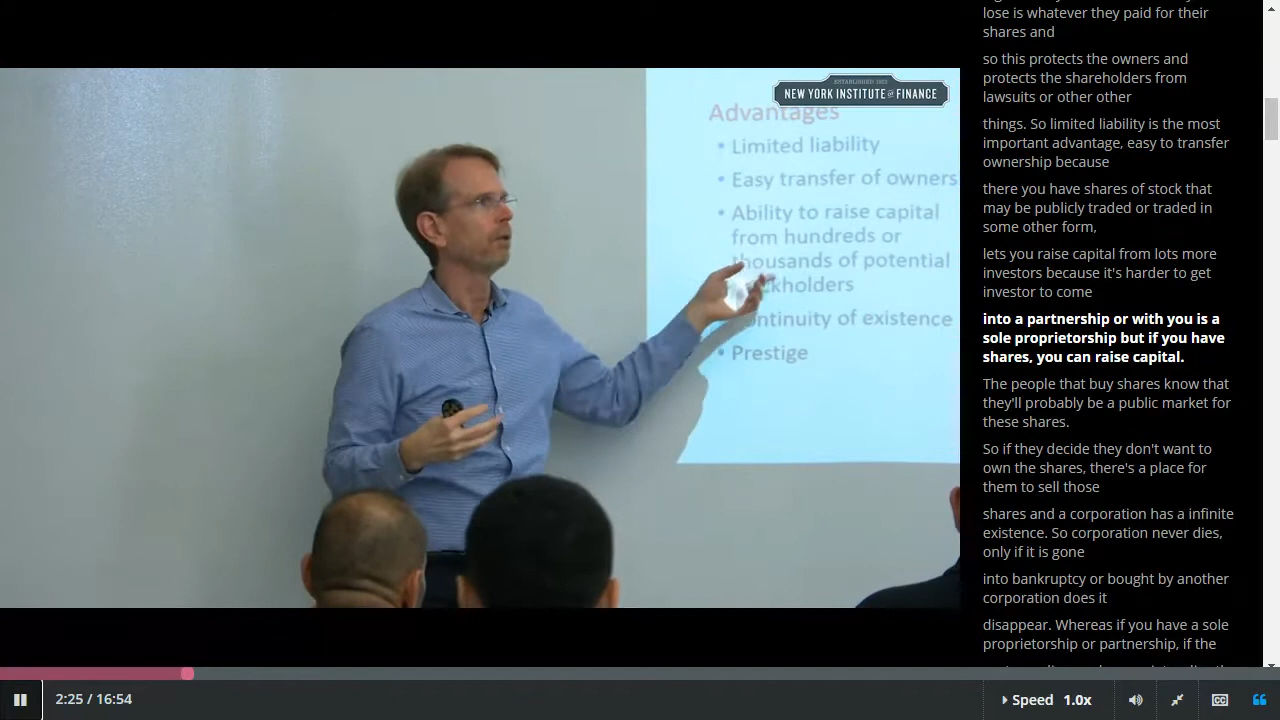 ESTABLISHED 1922
NEW YORK INSTITUTE OF FINANCE
Advantages
• Limited liability
• Easy transfer of owners
• Ability to raise capital
from hundreds or
thousands of potential
ckholders
ontinuity of existence
• Prestige
lose is whatever they paid for their
shares and
so this protects the owners and
protects the shareholders from
lawsuits or other other
things. So limited liability is the most
important advantage, easy to transfer
ownership because
there you have shares of stock that
may be publicly traded or traded in
some other form,
lets you raise capital from lots more
investors because it's harder to get
investor to come
into a partnership or with you is a
sole proprietorship but if you have
shares, you can raise capital.
The people that buy shares know that
they'll probably be a public market for
these shares.
So if they decide they don't want to
own the shares, there's a place for
them to sell those
shares and a corporation has a infinite
existence. So corporation never dies,
only if it is gone
into bankruptcy or bought by another
corporation does it
disappear. Whereas if you have a sole
proprietorship or partnership, if the
2:25 / 16:54
Speed 1.0x
CC